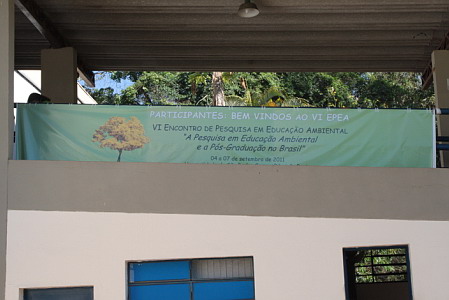 PARTICIPANTES: BEM VINDOS AO VI EPEA
VI ENCONTRO DE PESQUISA EM EDUCAÇÃO AMBIENTAL
"A Pesquisa em Educação Ambiental
e a Pós-Graduação no Brasil"
04 a 07 de setembro de 2011